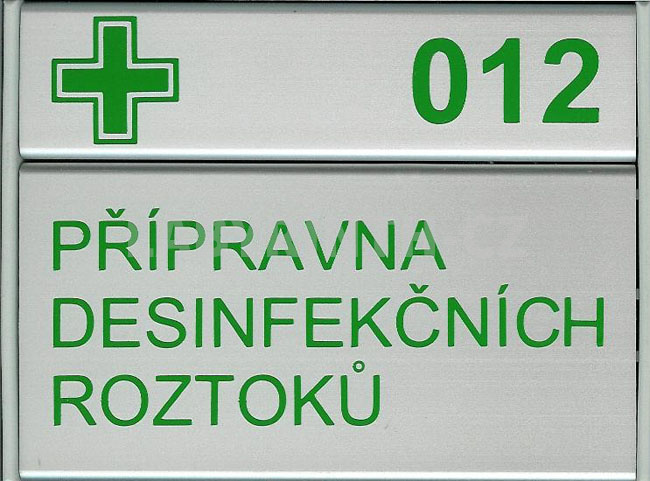 012
PŘÍPRAVNA
DESINFEKČNÍCH
ROZTOKŮ